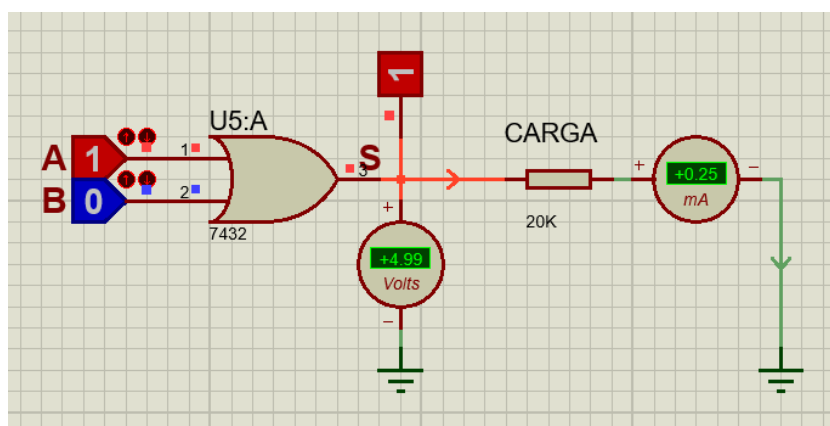 1
U5:A
CARGA
A 1
1
S
3
+
+0.25
−
mA
B 0
2
+
7432
20K
+4.99
Volts
−